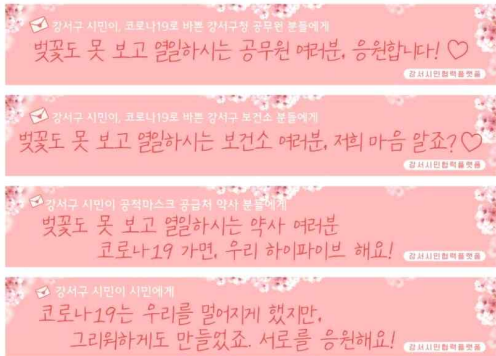 강서구 시민이, 코로나19로 바쁜 강서구청 공무원 분들에게
벚꽃도 못 보고 열일하시는 공무원 여러분, 응원합니다! ♡
강서시민협력플랫폼
강서구 시민이, 코로나19로 바쁜 강서구 보건소 분들에게
벚꽃도 못 보고 열일하시는 보건소 여러분, 저희 마음 알죠? ♡
강서시민협력플랫폼
강서구 시민이 공적마스크 공급처 약사 분들에게
벚꽃도 못 보고 열일하시는 약사 여러분
코로나19 가면, 우리 하이파이브 해요!
강서시민협력플랫폼
강서구 시민이 시민에게
코로나19는 우리를 멀어지게 했지만,
그리워하게도 만들었죠. 서로를 응원해요!
강서시민협력플랫폼